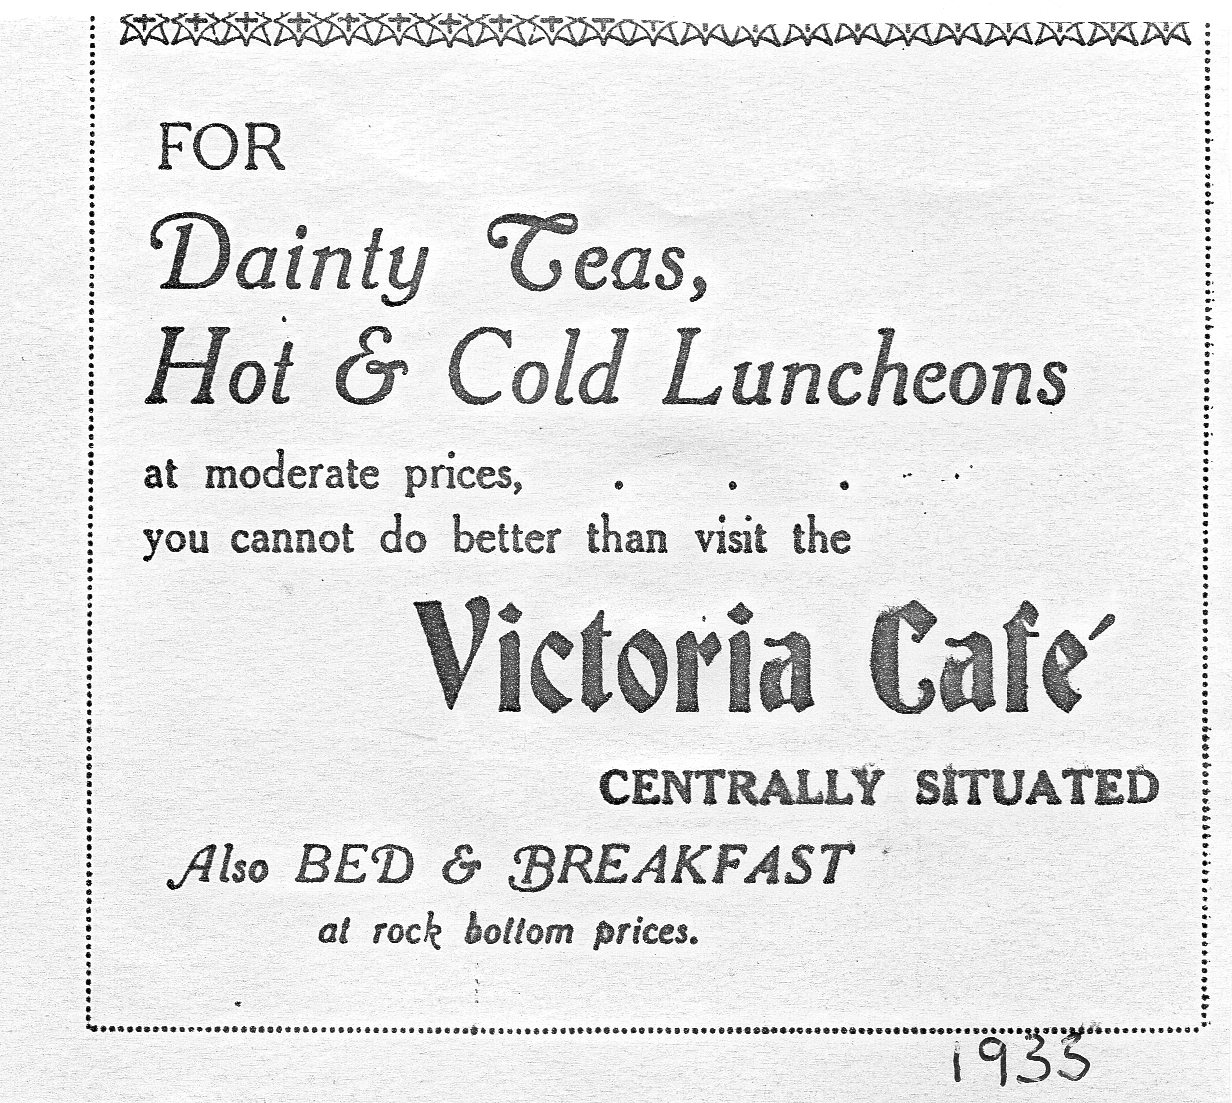 FOR
Dainty Teas,
Hot & Cold Luncheons
at moderate prices, . . . . .
you cannot do better than visit the
Victoria Café
CENTRALLY SITUATED
Also BED & BREAKFAST
at rock bottom prices.
1933